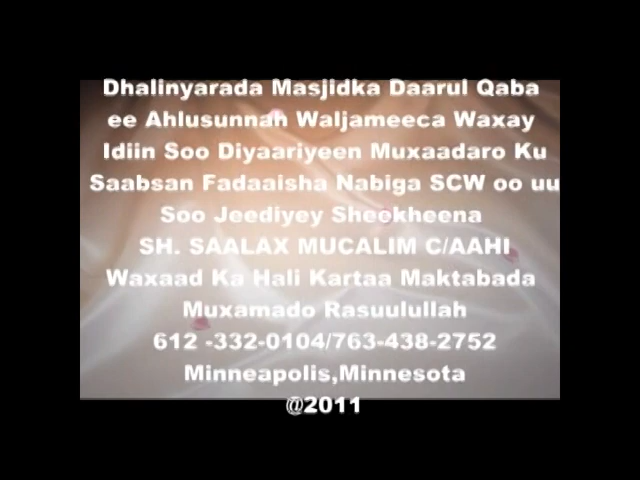 Dhalinyarada Masjidka Daarul Qaba
ee Ahlusunnah Waljameeca Waxay
Idiin Soo Diyaariyeen Muxaadaro Ku
Saabsan Fadaaisha Nabiga SCW oo uu
Soo Jeediyey Sheekheena
SH. SAALAX MUCALIM C/AAHI
Waxaad Ka Hali Kartaa Maktabada
Muxamado Rasuulullah
612 -332-0104/763-438-2752
Minneapolis,Minnesota
@2011